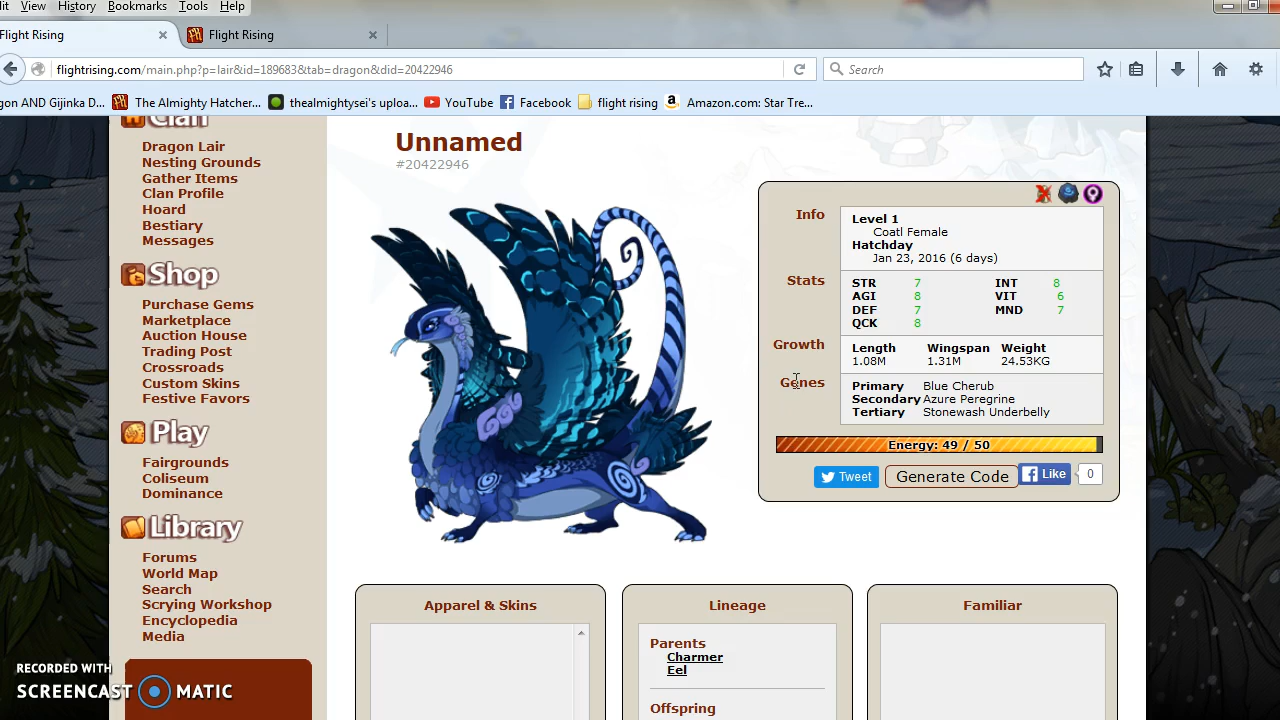 lit View History Bookmarks Tools Help
Flight Rising × Flight Rising ×
flightrising.com/main.php?p=lair&id=189683&tab=dragon&did=20422946 Search
gon AND Gijinka D... The Almighty Hatcher... thealmightysei's uploa... YouTube Facebook flight rising Amazon.com: Star Tre...
Clan
Dragon Lair
Nesting Grounds
Gather Items
Clan Profile
Hoard
Bestiary
Messages
Shop
Purchase Gems
Marketplace
Auction House
Trading Post
Crossroads
Custom Skins
Festive Favors
Play
Fairgrounds
Coliseum
Dominance
Library
Forums
World Map
Search
Scrying Workshop
Encyclopedia
Media
Unnamed
#20422946
Info
Level 1
Coatl Female
Hatchday
Jan 23, 2016 (6 days)
Stats
STR 7 INT 8
AGI 8 VIT 6
DEF 7 MND 7
QCK 8
Growth
Length Wingspan Weight
1.08M 1.31M 24.53KG
Genes
Primary Blue Cherub
Secondary Azure Peregrine
Tertiary Stonewash Underbelly
Energy: 49 / 50
Tweet Generate Code Like 0
Apparel & Skins
Lineage
Parents
Charmer
Eel
Offspring
Familiar
RECORDED WITH
SCREENCAST MATIC